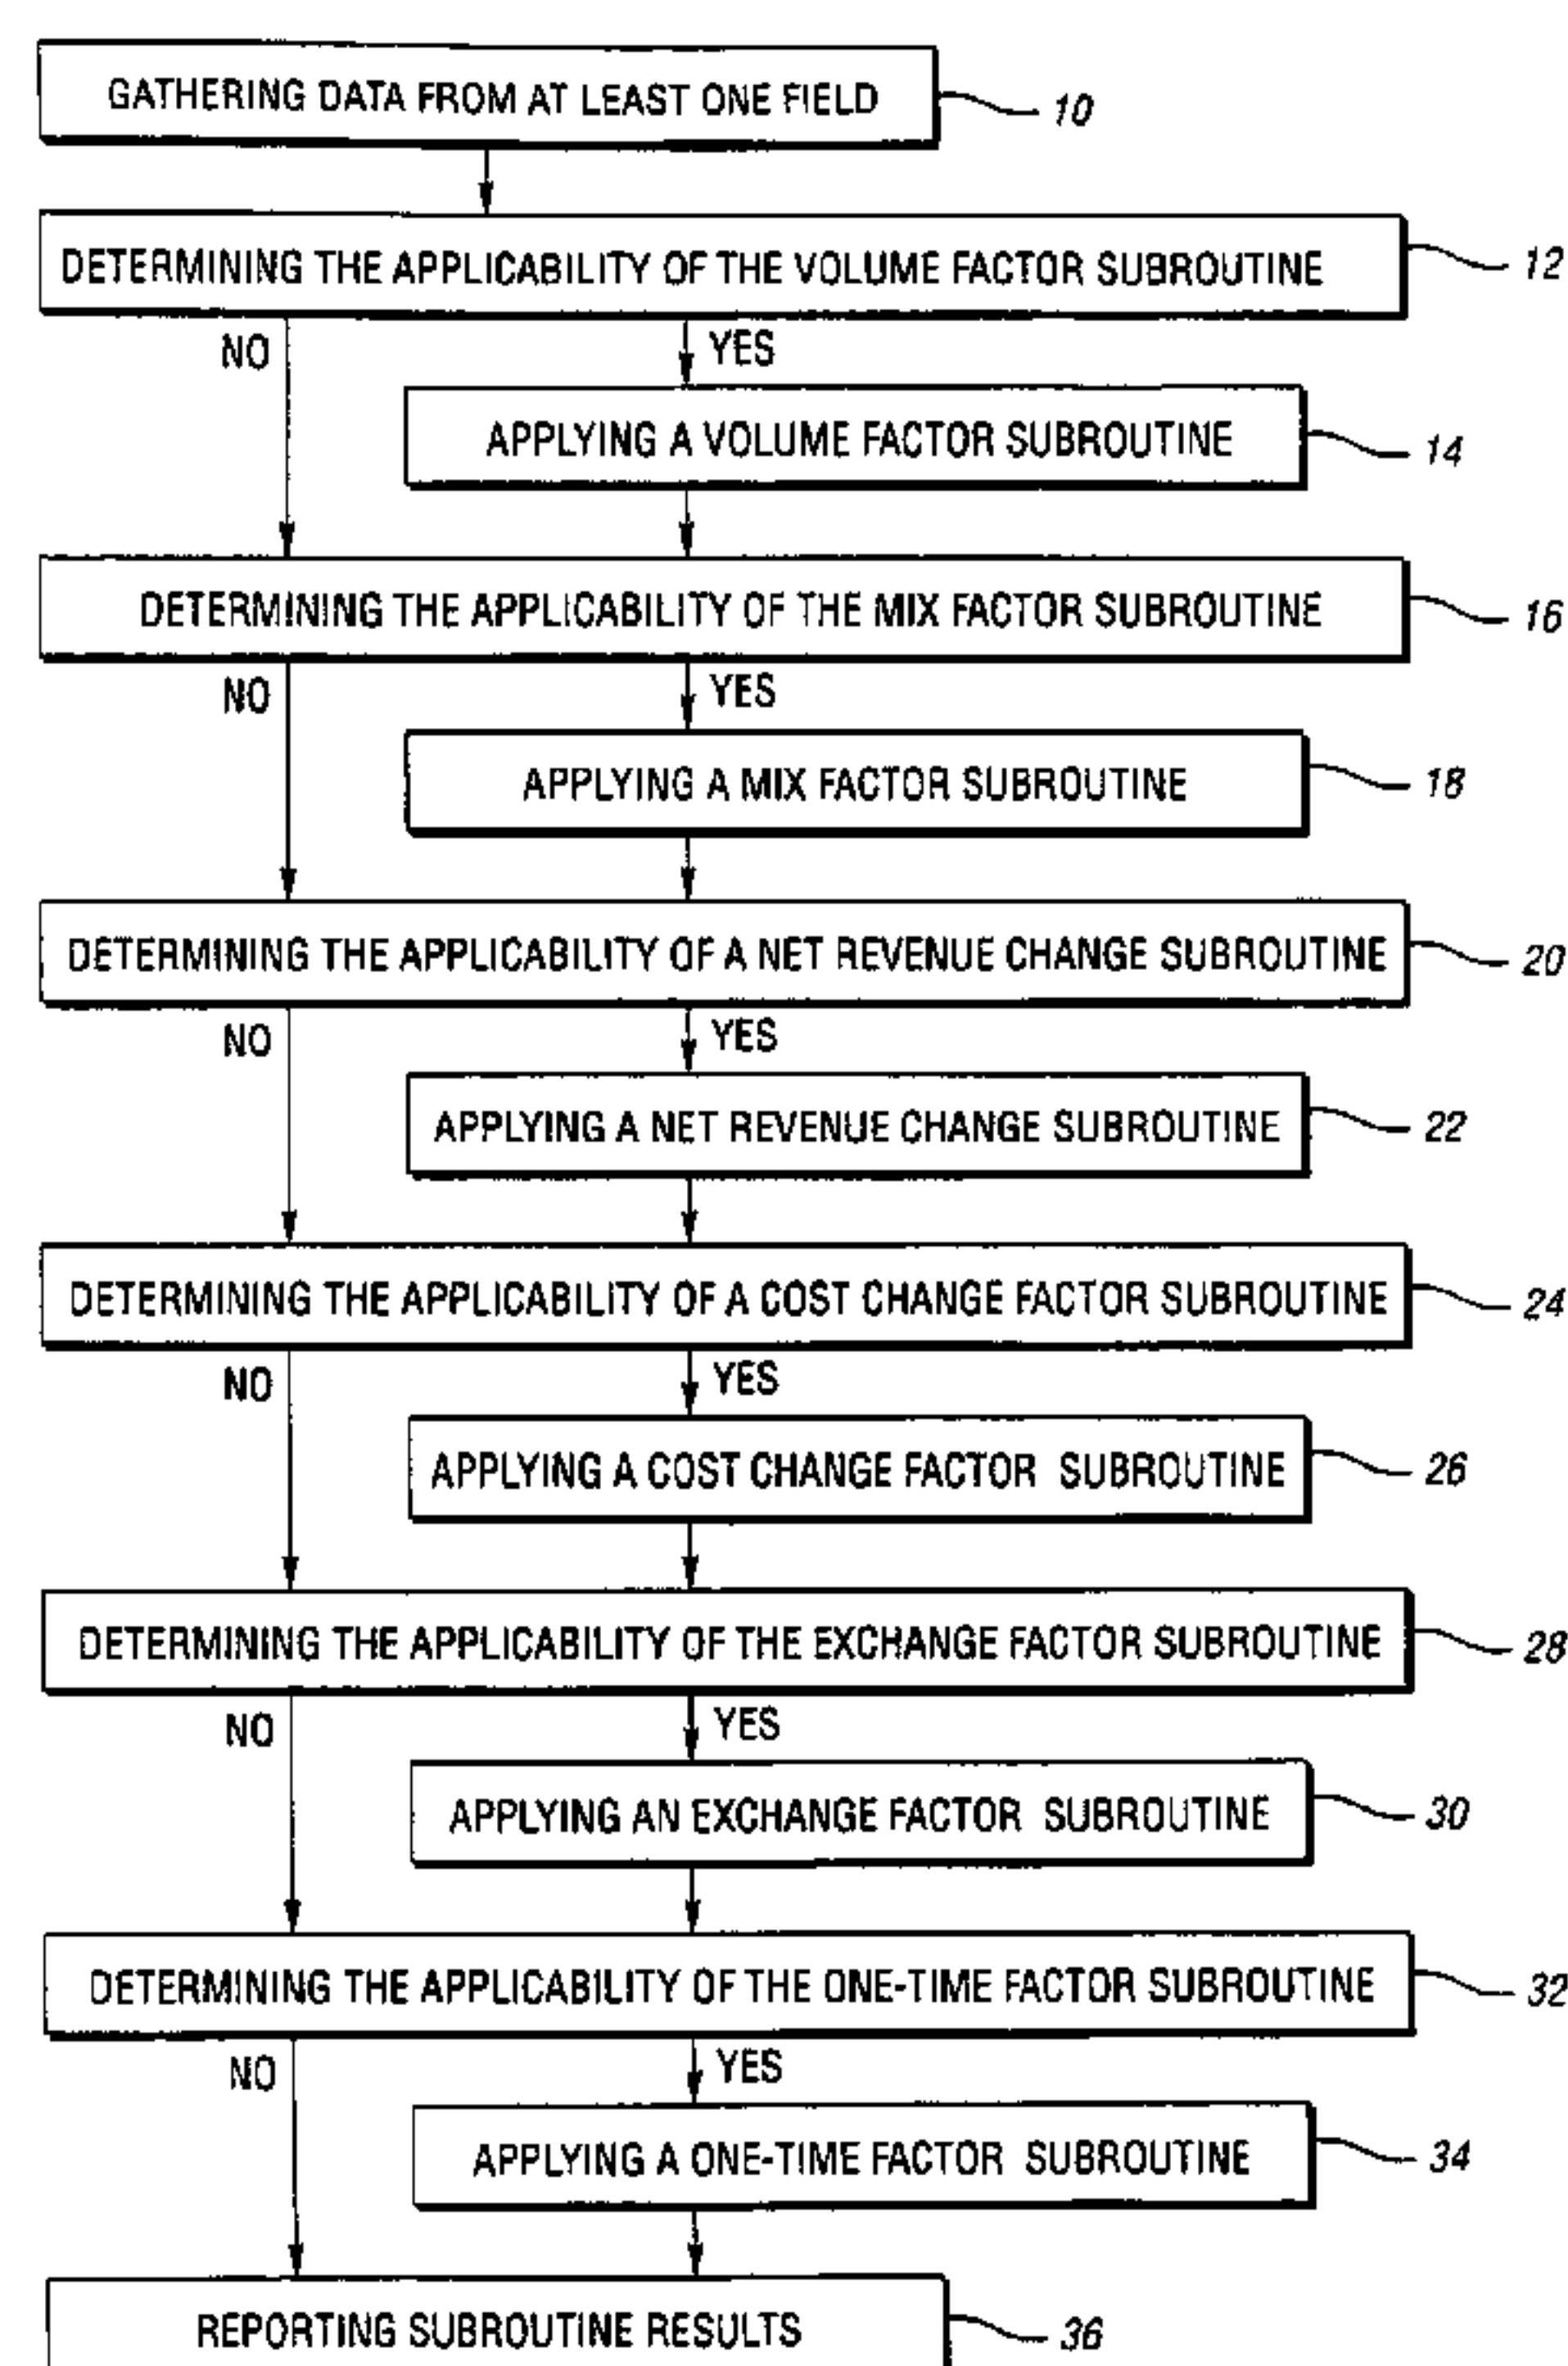 GATHERING DATA FROM AT LEAST ONE FIELD
10
DETERMINING THE APPLICABILITY OF THE VOLUME FACTOR SUBROUTINE
12
NO
YES
APPLYING A VOLUME FACTOR SUBROUTINE
14
DETERMINING THE APPLICABILITY OF THE MIX FACTOR SUBROUTINE
16
NO
YES
APPLYING A MIX FACTOR SUBROUTINE
18
DETERMINING THE APPLICABILITY OF A NET REVENUE CHANGE SUBROUTINE
20
NO
YES
APPLYING A NET REVENUE CHANGE SUBROUTINE
22
DETERMINING THE APPLICABILITY OF A COST CHANGE FACTOR SUBROUTINE
24
NO
YES
APPLYING A COST CHANGE FACTOR SUBROUTINE
26
DETERMINING THE APPLICABILITY OF THE EXCHANGE FACTOR SUBROUTINE
28
NO
YES
APPLYING AN EXCHANGE FACTOR SUBROUTINE
30
DETERMINING THE APPLICABILITY OF THE ONE-TIME FACTOR SUBROUTINE
32
NO
YES
APPLYING A ONE-TIME FACTOR SUBROUTINE
34
REPORTING SUBROUTINE RESULTS
36